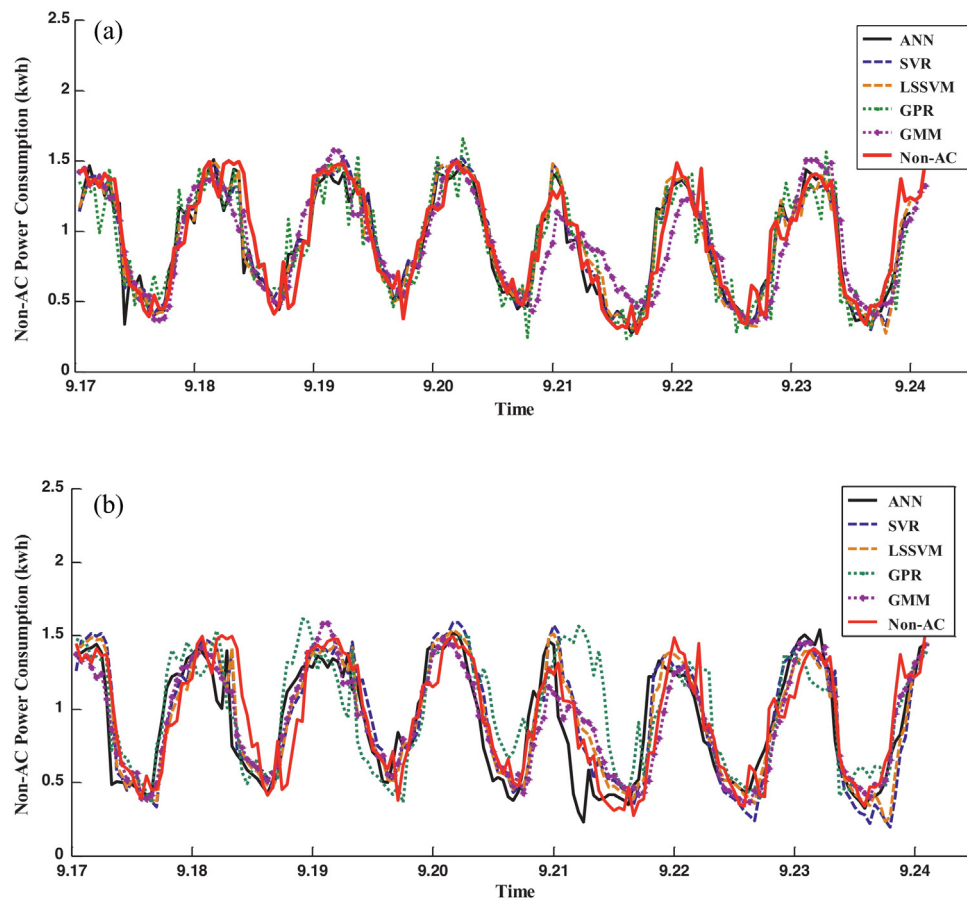 (a)
Non-AC Power Consumption (kwh)
2.5
2
1.5
1
0.5
0
9.17 9.18 9.19 9.20 9.21 9.22 9.23 9.24
Time
ANN
SVR
LSSVM
GPR
GMM
Non-AC
(b)
Non-AC Power Consumption (kwh)
2.5
2
1.5
1
0.5
0
9.17 9.18 9.19 9.20 9.21 9.22 9.23 9.24
Time
ANN
SVR
LSSVM
GPR
GMM
Non-AC